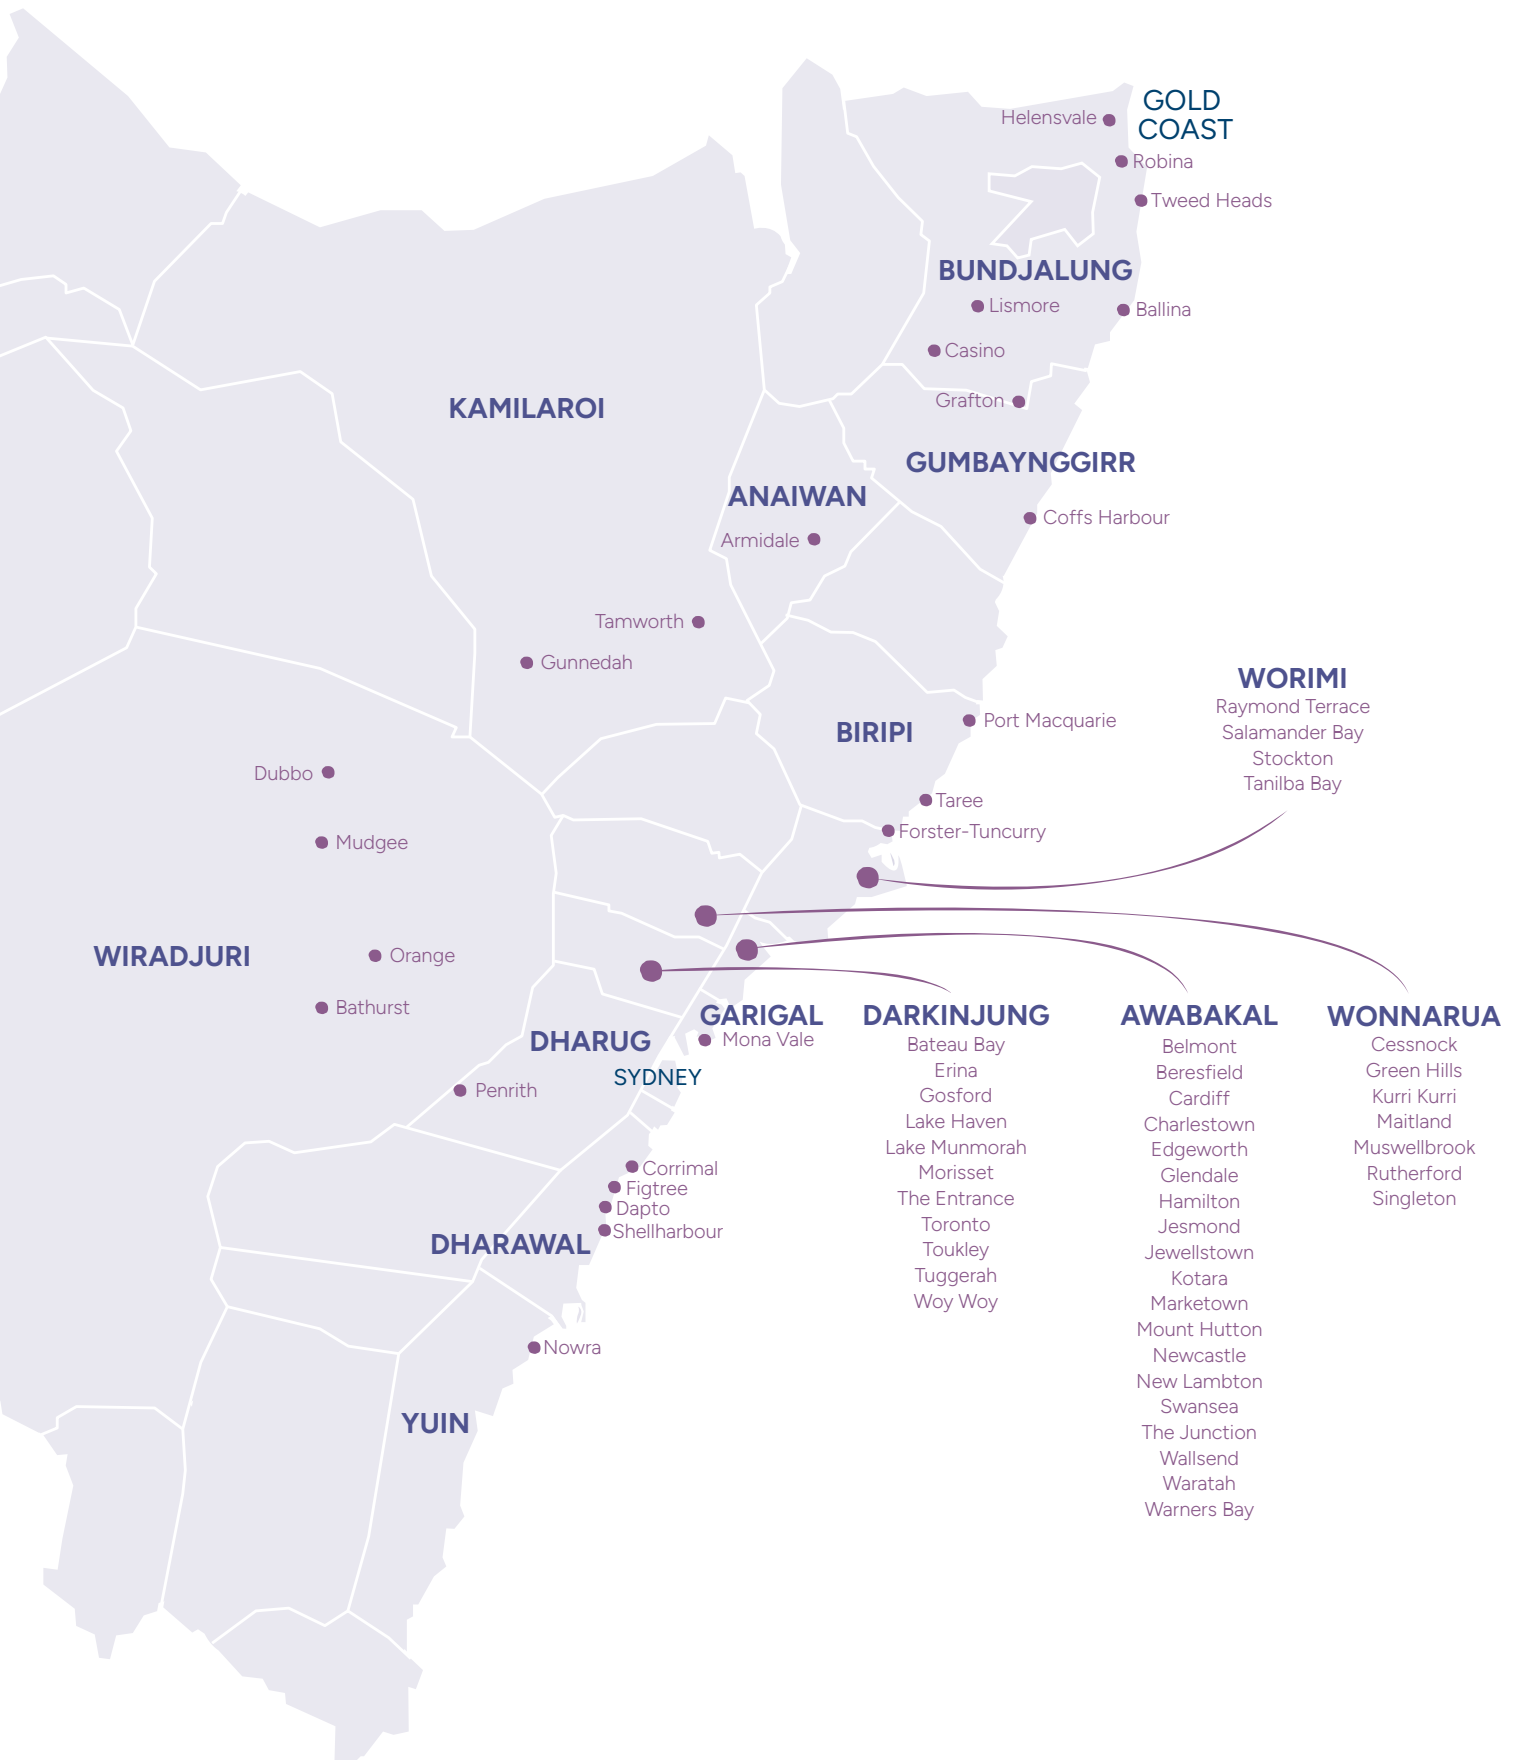 GOLD
COAST
Helensvale
Robina
Tweed Heads
BUNDJALUNG
Lismore
Ballina
Casino
Grafton
KAMILAROI
GUMBAYNGGIRR
ANAIWAN
Coffs Harbour
Armidale
Tamworth
Gunnedah
WORIMI
Raymond Terrace
Salamander Bay
Stockton
Tanilba Bay
BIRIPI
Port Macquarie
Dubbo
Taree
Forster-Tuncurry
Mudgee
WIRADJURI
Orange
Bathurst
GARIGAL
Mona Vale
DHARUG
SYDNEY
Penrith
DARKINJUNG
Bateau Bay
Erina
Gosford
Lake Haven
Lake Munmorah
Morisset
The Entrance
Toronto
Toukley
Tuggerah
Woy Woy
AWABAKAL
Belmont
Beresfield
Cardiff
Charlestown
Edgeworth
Glendale
Hamilton
Jesmond
Jewellstown
Kotara
Marketown
Mount Hutton
Newcastle
New Lambton
Swansea
The Junction
Wallsend
Waratah
Warners Bay
WONNARUA
Cessnock
Green Hills
Kurri Kurri
Maitland
Muswellbrook
Rutherford
Singleton
Corrimal
Figtree
Dapto
Shellharbour
DHARAWAL
Nowra
YUIN